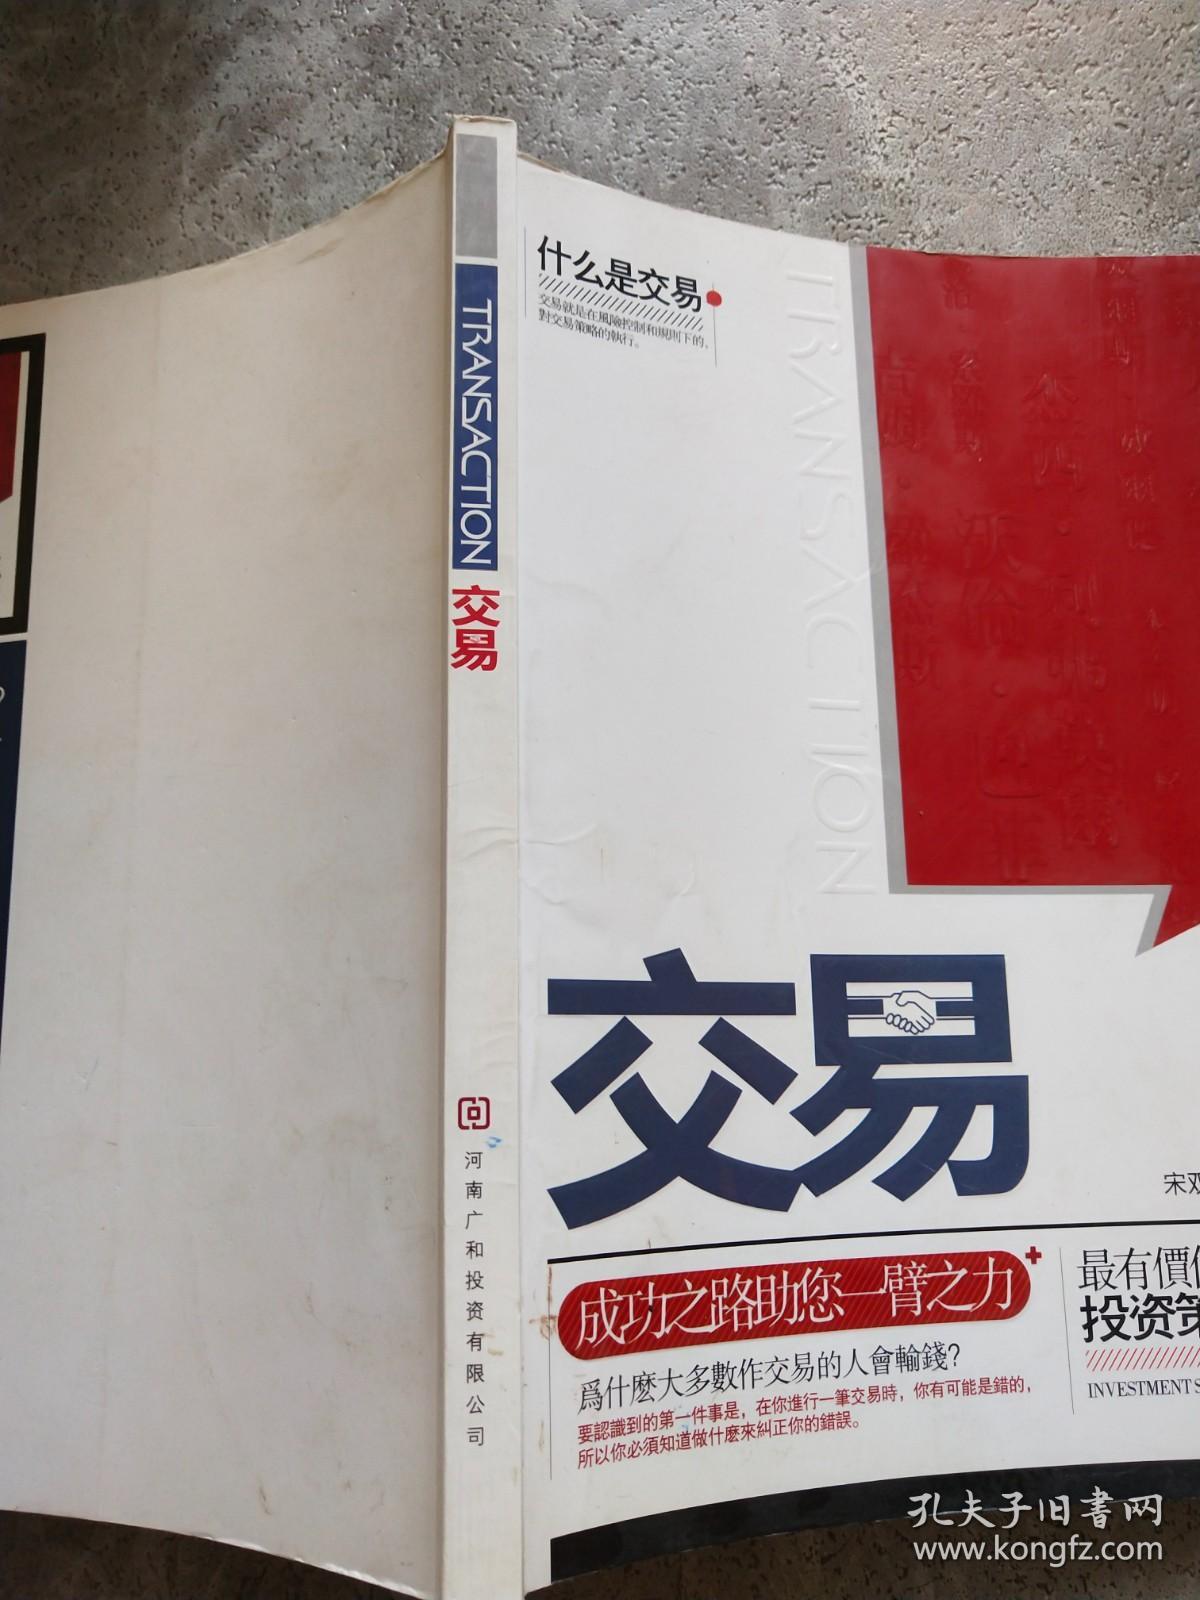 TRANSACTION
交易
河南广和投资有限公司
什么是交易
交易就是在風險控制和規則下的，
對交易策略的執行。
TRANSACTION
交易
宋双
成功之路助您一臂之力
爲什麽大多數作交易的人會輸錢?
要認識到的第一件事是，在你進行一筆交易時，你有可能是錯的，
所以你必須知道做什麽來糾正你的錯誤。
最有價值
投资策
INVESTMENT S
孔夫子旧書网
www.kongfz.com